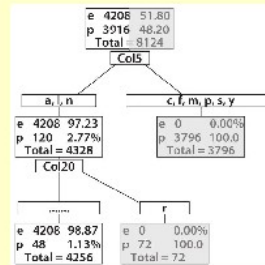 e 4208 51.80
p 3916 48.20
Total = 8124
Col5
a, l, n
c, f, m, p, s, y
e 4208 97.23
p 120 2.77%
Total = 4328
e 0 0.00%
p 3796 100.0
Total = 3796
Col20
r
e 4208 98.87
p 48 1.13%
Total = 4256
e 0 0.00%
p 72 100.0
Total = 72